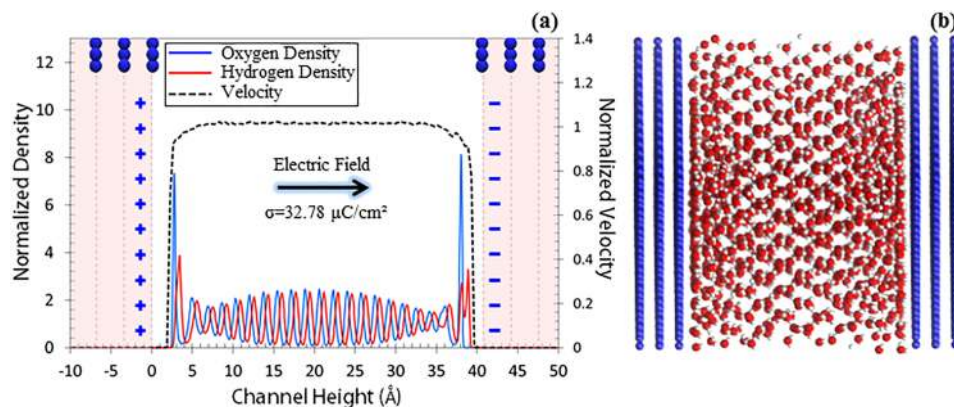 (a)
(b)
Oxygen Density
Hydrogen Density
Velocity
Electric Field
σ=32.78 μC/cm²
Normalized Density
12
10
8
6
4
2
0
Normalized Velocity
1.4
1.2
1
0.8
0.6
0.4
0.2
0
-10 -5 0 5 10 15 20 25 30 35 40 45 50
Channel Height (Å)